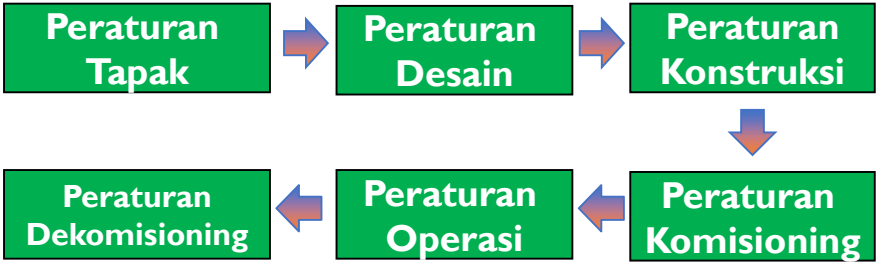 Peraturan
Tapak
Peraturan
Desain
Peraturan
Konstruksi
Peraturan
Komisioning
Peraturan
Operasi
Peraturan
Dekomisioning